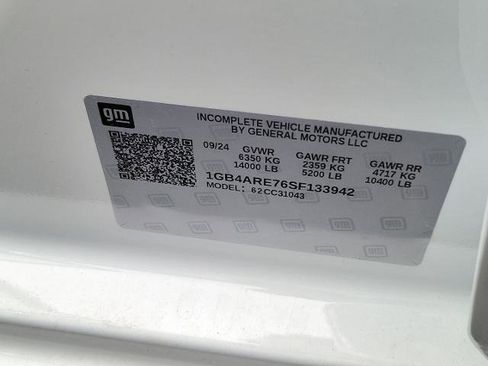 gm
INCOMPLETE VEHICLE MANUFACTURED
BY GENERAL MOTORS LLC
09/24 GVWR GAWR FRT GAWR RR
6350 KG 2359 KG 4717 KG
14000 LB 5200 LB 10400 LB
1GB4ARE76SF133942
MODEL: 62CC31043